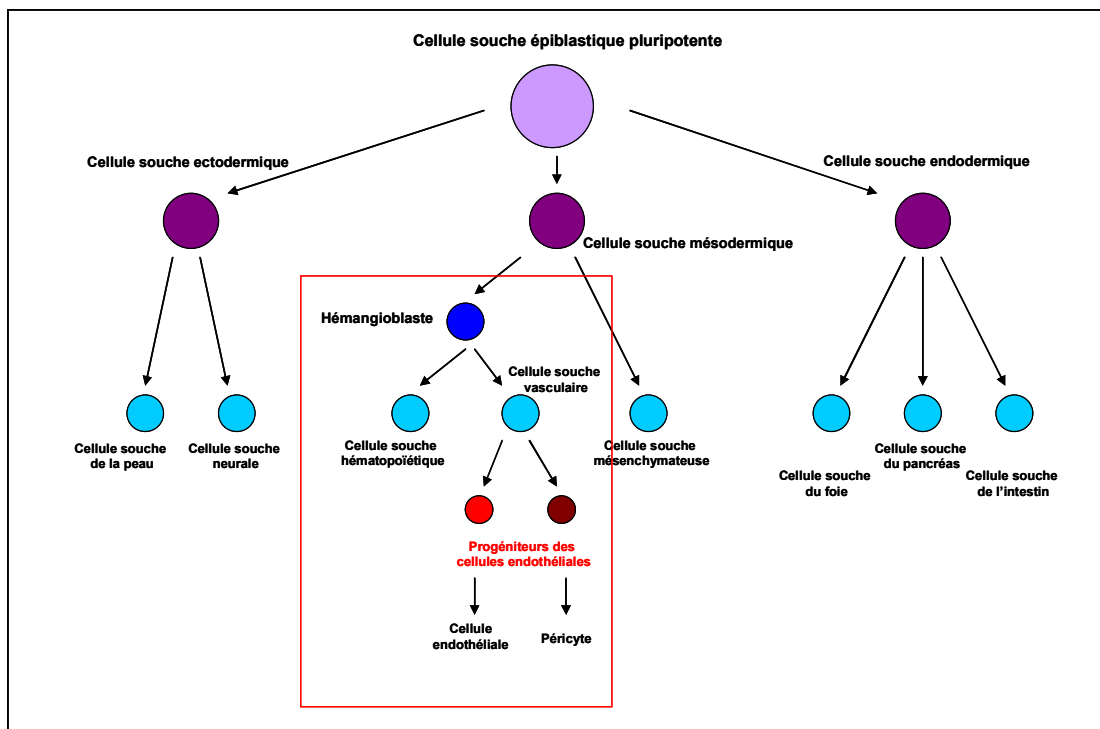 Cellule souche épiblastique pluripotente
Cellule souche ectodermique
Cellule souche endodermique
Cellule souche mésodermique
Hémangioblaste
Cellule souche
vasculaire
Cellule souche
de la peau
Cellule souche
neurale
Cellule souche
hématopoïétique
Cellule souche
mésenchymateuse
Cellule souche
du foie
Cellule souche
du pancréas
Cellule souche
de l’intestin
Progéniteurs des
cellules endothéliales
Cellule
endothéliale
Péricyte